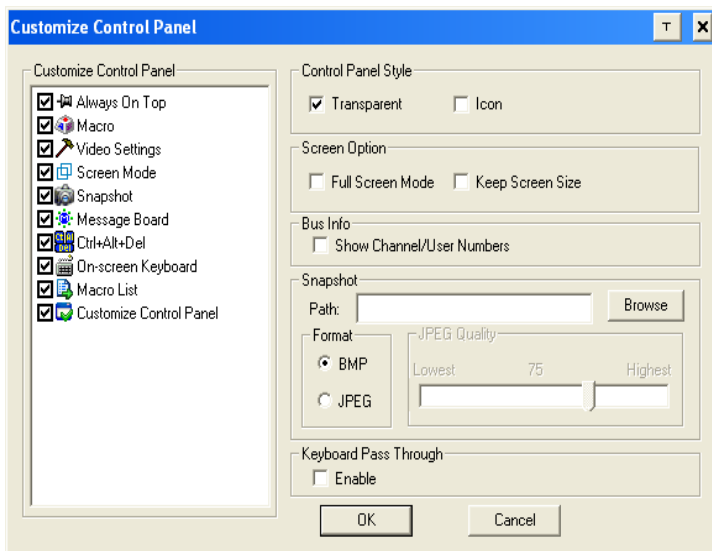 Customize Control Panel
T X
Customize Control Panel
Always On Top
Macro
Video Settings
Screen Mode
Snapshot
Message Board
Ctrl+Alt+Del
On-screen Keyboard
Macro List
Customize Control Panel
Control Panel Style
Transparent Icon
Screen Option
Full Screen Mode Keep Screen Size
Bus Info
Show Channel/User Numbers
Snapshot
Path: Browse
Format
BMP
JPEG
JPEG Quality
Lowest 75 Highest
Keyboard Pass Through
Enable
OK Cancel